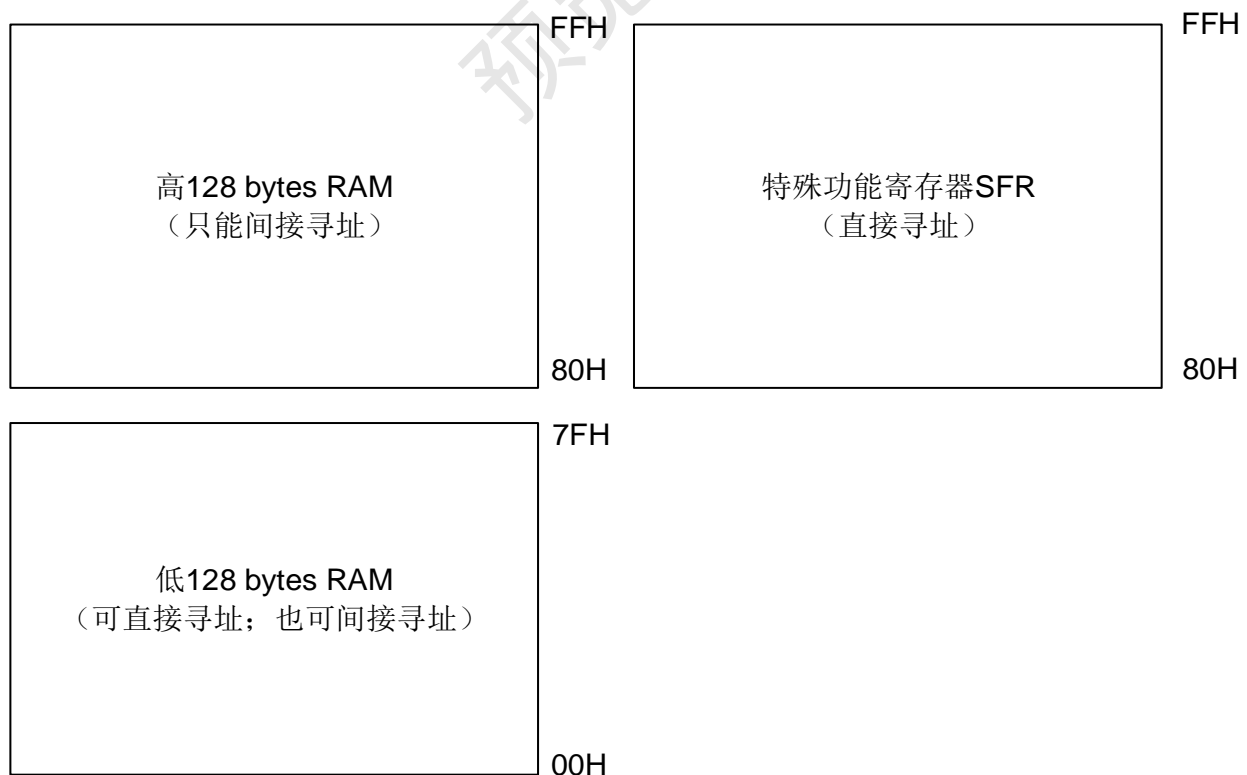 FFH
高128 bytes RAM
（只能间接寻址）
80H
FFH
特殊功能寄存器SFR
（直接寻址）
80H
7FH
低128 bytes RAM
（可直接寻址；也可间接寻址）
00H